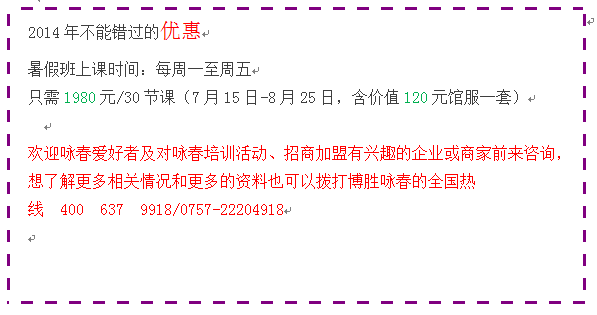 2014年不能错过的优惠
暑假班上课时间：每周一至周五
只需1980元/30节课（7月15日-8月25日，含价值120元馆服一套）
欢迎咏春爱好者及对咏春培训活动、招商加盟有兴趣的企业或商家前来咨询，
想了解更多相关情况和更多的资料也可以拨打博胜咏春的全国热
线 400 637 9918/0757-22204918